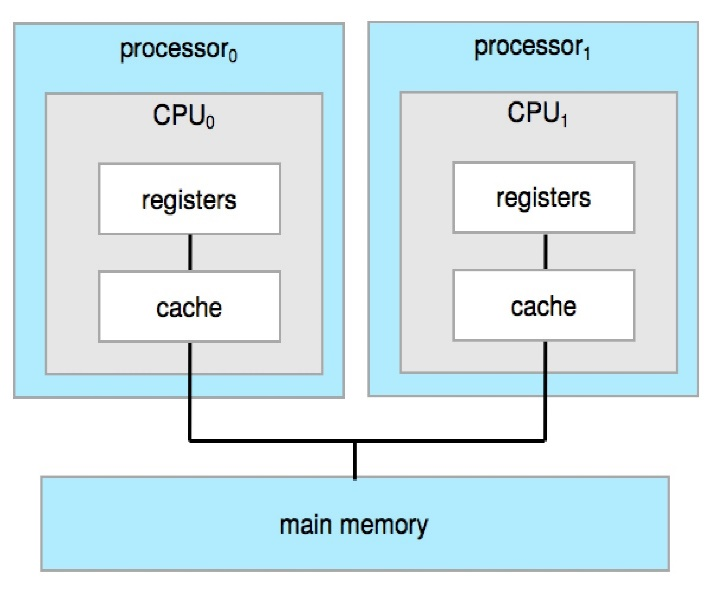 processor₀
processor₁
CPU₀
CPU₁
registers
registers
cache
cache
main memory